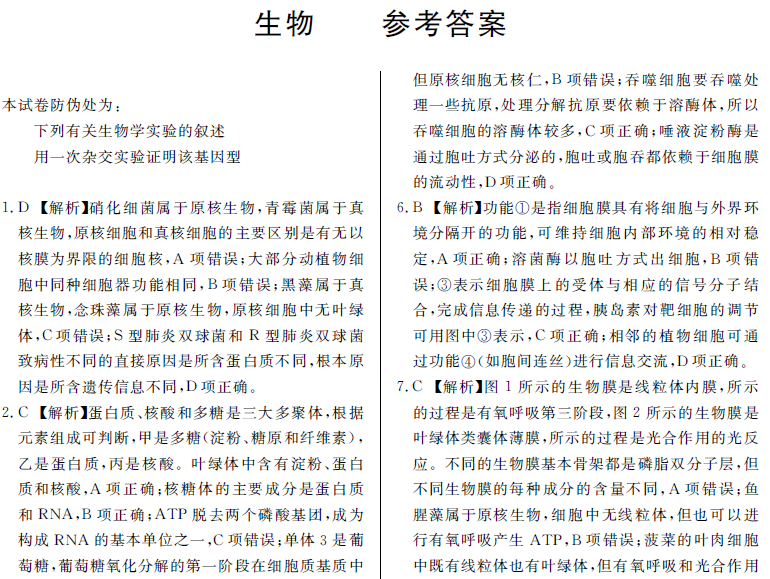 生物 参考答案
本试卷防伪处为：
下列有关生物学实验的叙述
用一次杂交实验证明该基因型
1. D 【解析】硝化细菌属于原核生物，青霉菌属于真
核生物，原核细胞和真核细胞的主要区别是有无以
核膜为界限的细胞核，A 项错误；大部分动植物细
胞中同种细胞器功能相同，B 项错误；黑藻属于真
核生物，念珠藻属于原核生物，原核细胞中无叶绿
体，C 项错误；S 型肺炎双球菌和 R 型肺炎双球菌
致病性不同的直接原因是所含蛋白质不同，根本原
因是所含遗传信息不同，D 项正确。
2. C 【解析】蛋白质、核酸和多糖是三大多聚体，根据
元素组成可判断，甲是多糖（淀粉、糖原和纤维素），
乙是蛋白质，丙是核酸。叶绿体中含有淀粉、蛋白
质和核酸，A 项正确；核糖体的主要成分是蛋白质
和 RNA，B 项正确；ATP 脱去两个磷酸基团，成为
构成 RNA 的基本单位之一，C 项错误；单体 3 是葡
萄糖，葡萄糖氧化分解的第一阶段在细胞质基质中
但原核细胞无核仁，B 项错误；吞噬细胞要吞噬处
理一些抗原，处理分解抗原要依赖于溶酶体，所以
吞噬细胞的溶酶体较多，C 项正确；唾液淀粉酶是
通过胞吐方式分泌的，胞吐或胞吞都依赖于细胞膜
的流动性，D 项正确。
6. B 【解析】功能①是指细胞膜具有将细胞与外界环
境分隔开的功能，可维持细胞内部环境的相对稳
定，A 项正确；溶菌酶以胞吐方式出细胞，B 项错
误；③表示细胞膜上的受体与相应的信号分子结
合，完成信息传递的过程，胰岛素对靶细胞的调节
可用图中③表示，C 项正确；相邻的植物细胞可通
过功能④（如胞间连丝）进行信息交流，D 项正确。
7. C 【解析】图 1 所示的生物膜是线粒体内膜，所示
的过程是有氧呼吸第三阶段，图 2 所示的生物膜是
叶绿体类囊体薄膜，所示的过程是光合作用的光反
应。不同的生物膜基本骨架都是磷脂双分子层，但
不同生物膜的每种成分的含量不同，A 项错误；鱼
腥藻属于原核生物，细胞中无线粒体，但也可以进
行有氧呼吸产生 ATP，B 项错误；菠菜的叶肉细胞
中既有线粒体也有叶绿体，但有氧呼吸和光合作用